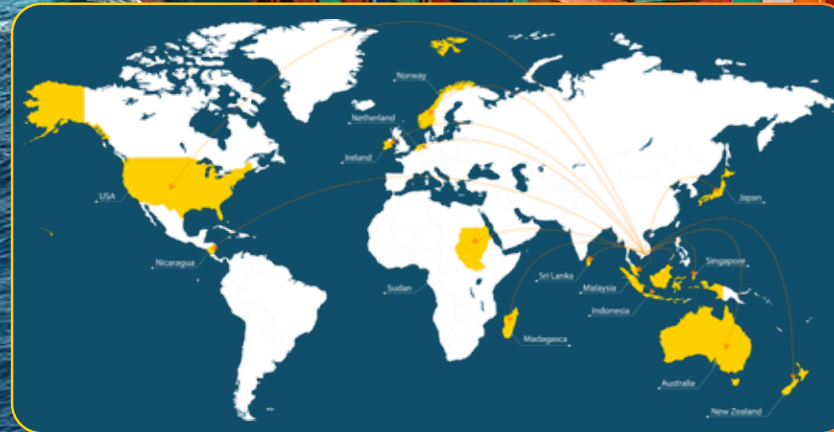 Norway
Netherland
Ireland
USA
Japan
Nicaragua
Sudan
Sri Lanka
Singapore
Malaysia
Indonesia
Madagasca
Australia
New Zealand